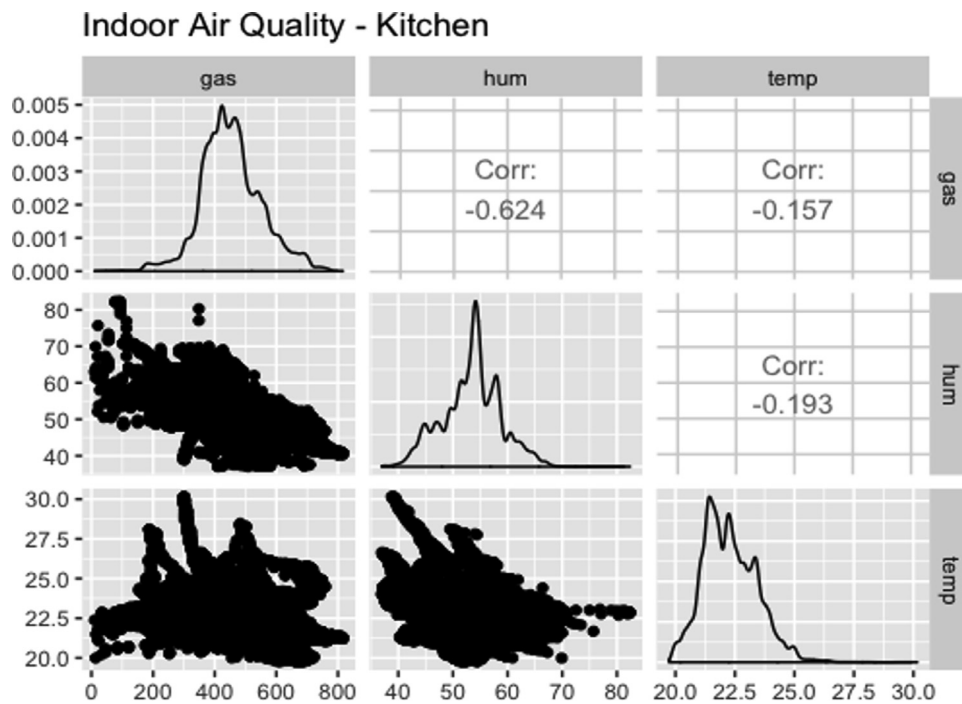 Indoor Air Quality - Kitchen
gas hum temp
0.005
0.004
0.003
0.002
0.001
0.000
Corr:
-0.624
Corr:
-0.157
gas
80
70
60
50
40
Corr:
-0.193
hum
30.0
27.5
25.0
22.5
20.0
temp
0 200 400 600 800 40 50 60 70 80 20.0 22.5 25.0 27.5 30.0